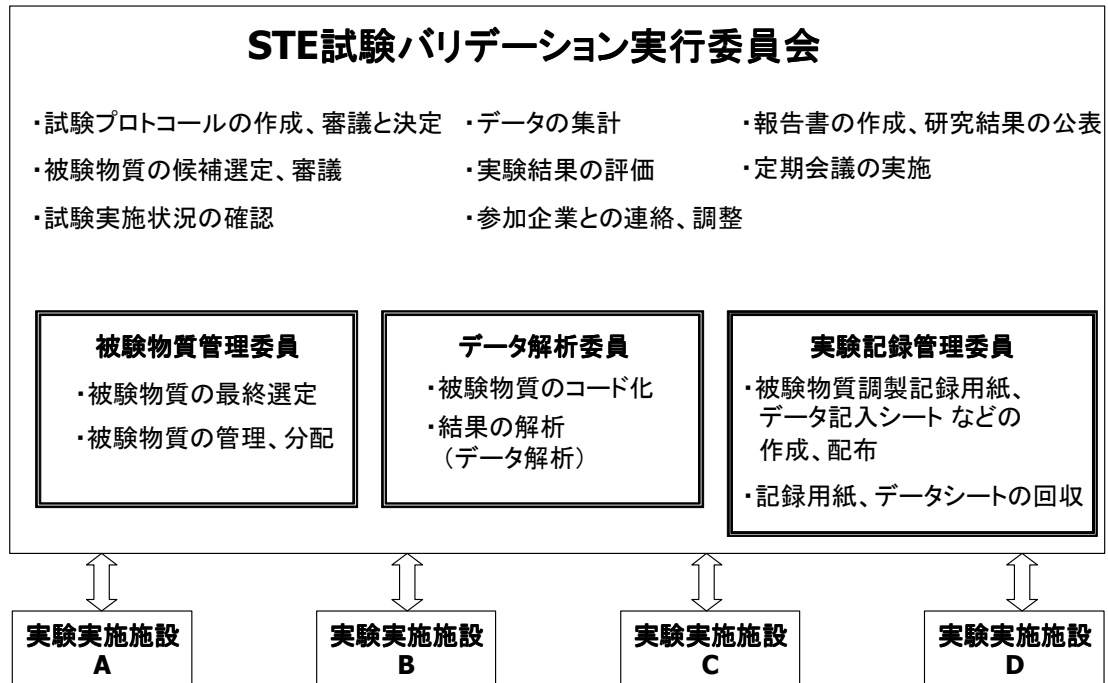 STE試験バリデーション実行委員会
・試験プロトコールの作成、審議と決定
・被験物質の候補選定、審議
・試験実施状況の確認
・データの集計
・実験結果の評価
・参加企業との連絡、調整
・報告書の作成、研究結果の公表
・定期会議の実施
被験物質管理委員
・被験物質の最終選定
・被験物質の管理、分配
データ解析委員
・被験物質のコード化
・結果の解析
（データ解析）
実験記録管理委員
・被験物質調製記録用紙、
データ記入シート などの
作成、配布
・記録用紙、データシートの回収
実験実施施設
A
実験実施施設
B
実験実施施設
C
実験実施施設
D